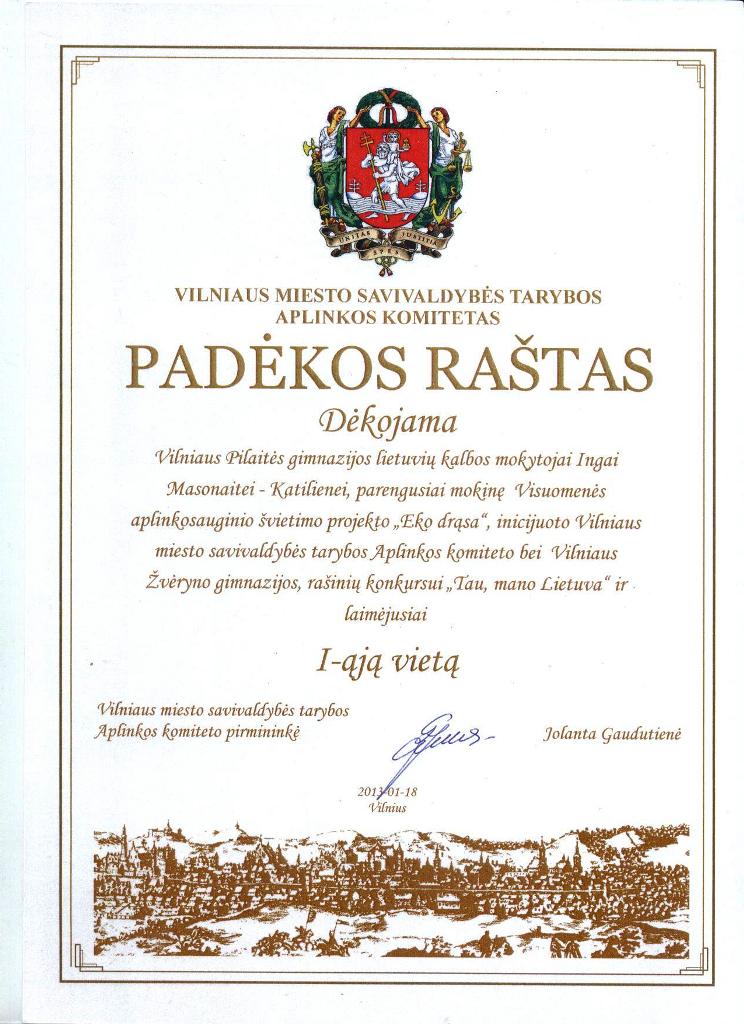 UNITAS JUSTITIA
SPES
VILNIAUS MIESTO SAVIVALDYBĖS TARYBOS
APLINKOS KOMITETAS
PADĖKOS RAŠTAS
Dėkojama
Vilniaus Pilaitės gimnazijos lietuvių kalbos mokytojai Ingai
Masonaitei - Katilienei, parengusiai mokinę Visuomenės
aplinkosauginio švietimo projekto „Eko drąsa“, inicijuoto Vilniaus
miesto savivaldybės tarybos Aplinkos komiteto bei Vilniaus
Žvėryno gimnazijos, rašinių konkursui „Tau, mano Lietuva“ ir
laimėjusiai
I-ąją vietą
Vilniaus miesto savivaldybės tarybos
Aplinkos komiteto pirmininkė Jolanta Gaudutienė
2013-01-18
Vilnius